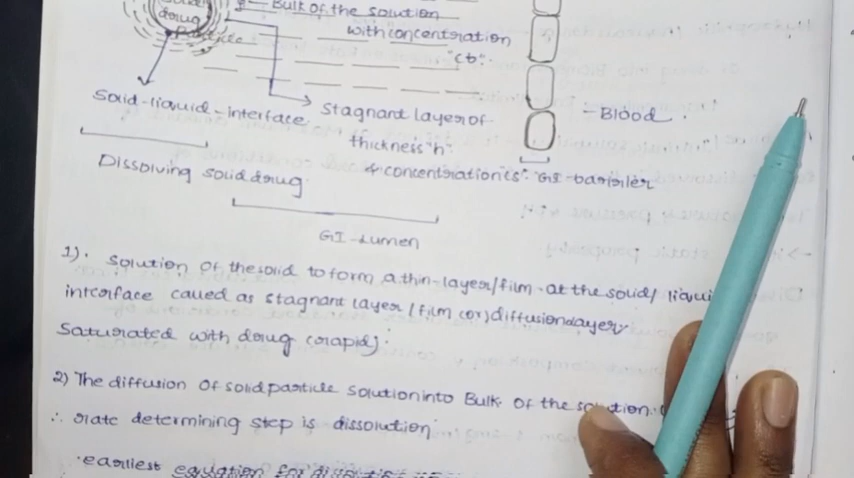 Solid
drug
particle
Bulk of the solution
with concentration
"Cb".
Solid-liquid-interface
Stagnant layer of
thickness "h".
& concentration Cs".
- Blood.
GI-barrier
Dissolving solid drug
GI-Lumen
1). Solution of the solid to form a thin-layer/film-at the solid/
interface called as stagnant layer/film (or) diffusion layer
saturated with drug (rapid).
2) The diffusion of solid particle solution into Bulk of the solution.
∴ rate determining step is dissolution
earliest equation for